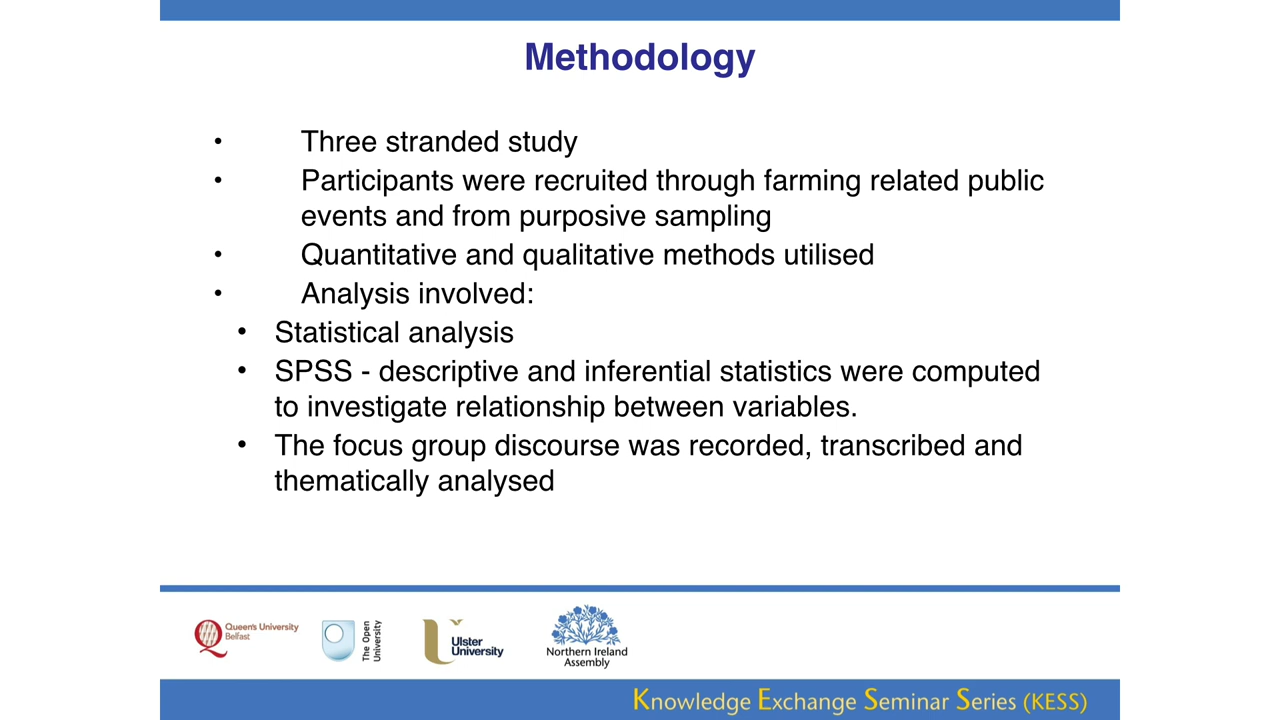 Methodology
• Three stranded study
• Participants were recruited through farming related public
events and from purposive sampling
• Quantitative and qualitative methods utilised
• Analysis involved:
• Statistical analysis
• SPSS - descriptive and inferential statistics were computed
to investigate relationship between variables.
• The focus group discourse was recorded, transcribed and
thematically analysed
Queen's University
Belfast
The Open
University
Ulster
University
Northern Ireland
Assembly
Knowledge Exchange Seminar Series (KESS)